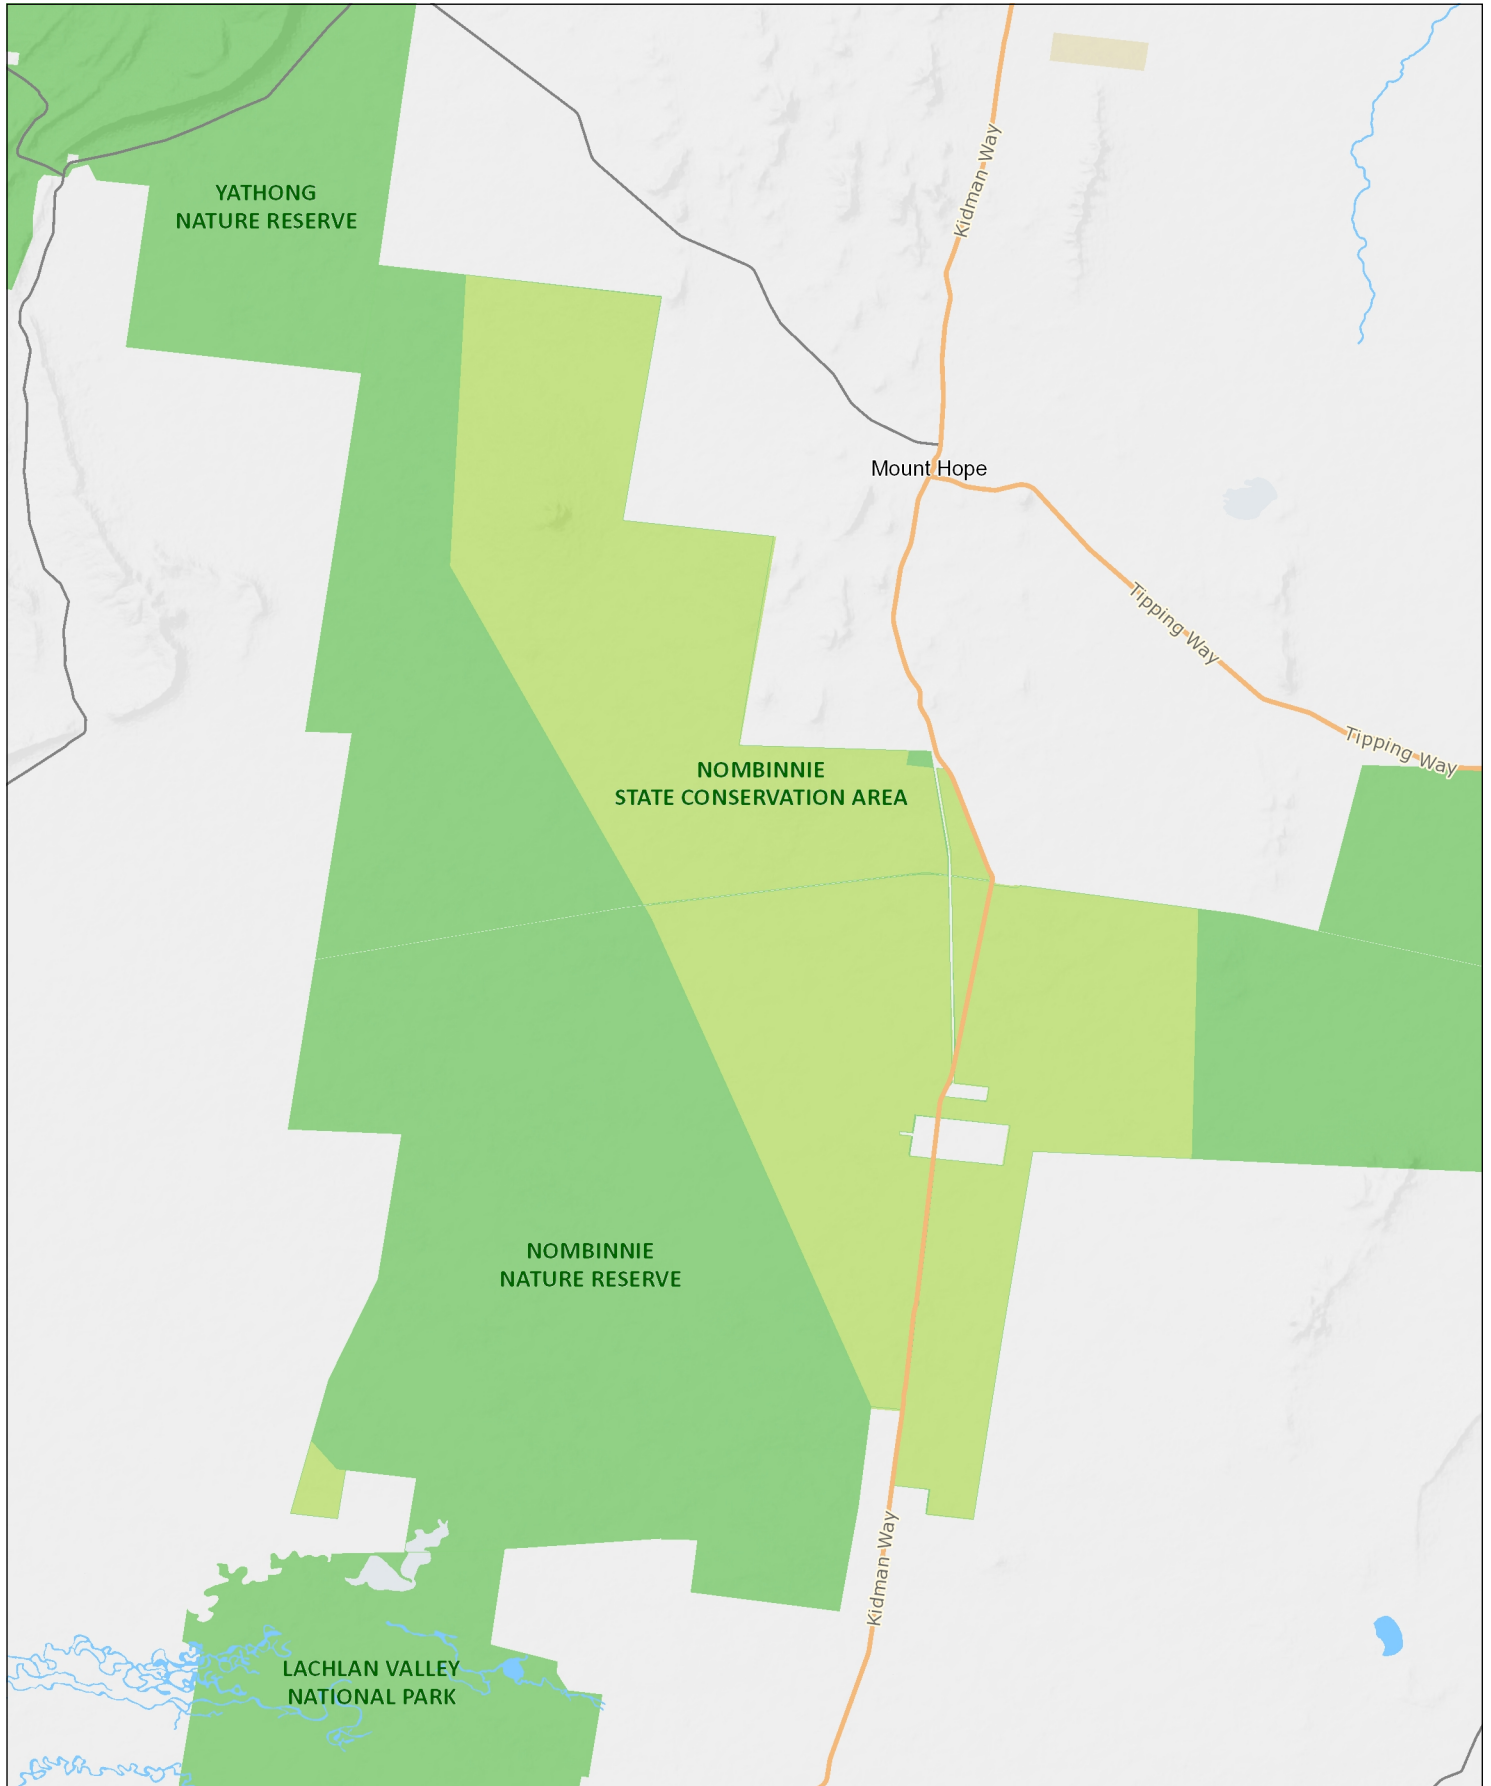 Kidman Way
YATHONG
NATURE RESERVE
Mount Hope
Tipping Way
Tipping Way
NOMBINNIE
STATE CONSERVATION AREA
NOMBINNIE
NATURE RESERVE
Kidman Way
LACHLAN VALLEY
NATIONAL PARK